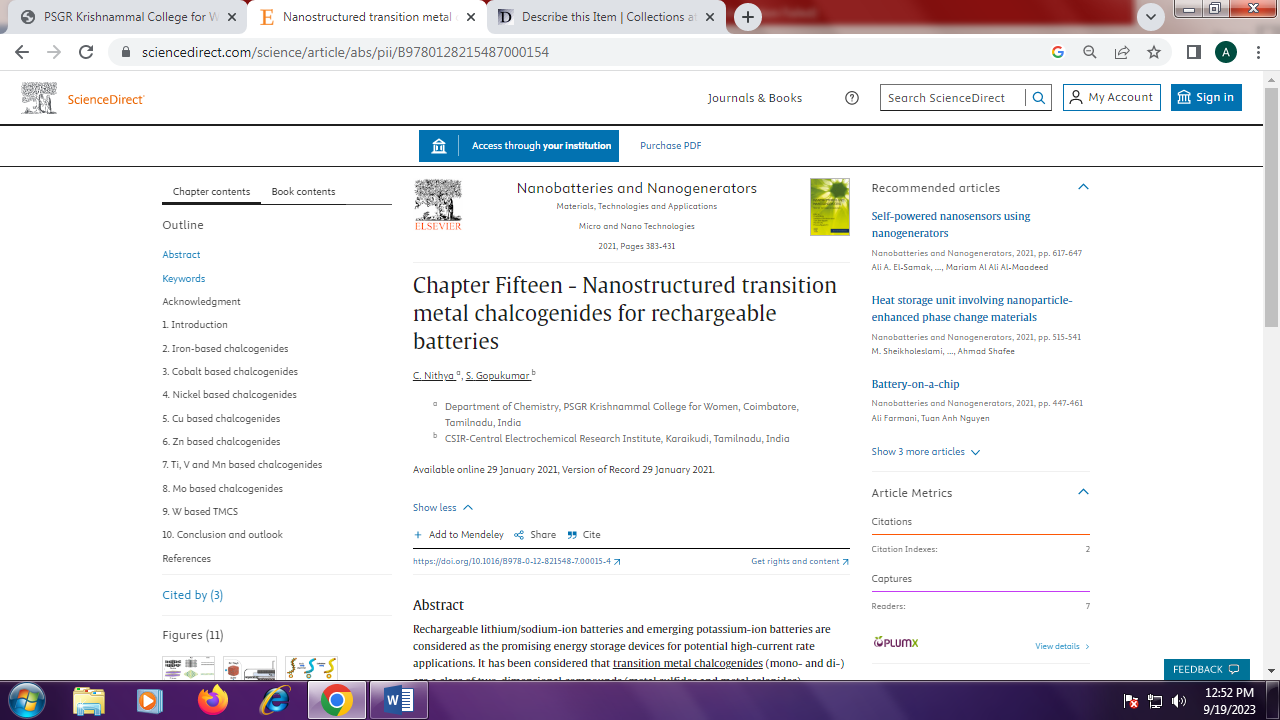 PSGR Krishnammal College for W
Nanostructured transition metal
Describe this Item | Collections at
sciencedirect.com/science/article/abs/pii/B9780128215487000154
A
ScienceDirect
Journals & Books
Search ScienceDirect
My Account
Sign in
Access through your institution
Purchase PDF
Chapter contents
Book contents
Outline
Abstract
Keywords
Acknowledgment
1. Introduction
2. Iron-based chalcogenides
3. Cobalt based chalcogenides
4. Nickel based chalcogenides
5. Cu based chalcogenides
6. Zn based chalcogenides
7. Ti, V and Mn based chalcogenides
8. Mo based chalcogenides
9. W based TMCS
10. Conclusion and outlook
References
Cited by (3)
Figures (11)
ELSEVIER
Nanobatteries and Nanogenerators
Materials, Technologies and Applications
Micro and Nano Technologies
2021, Pages 383-431
Chapter Fifteen - Nanostructured transition
metal chalcogenides for rechargeable
batteries
C. Nithya a, S. Gopukumar b
a Department of Chemistry, PSGR Krishnammal College for Women, Coimbatore,
Tamilnadu, India
b CSIR-Central Electrochemical Research Institute, Karaikudi, Tamilnadu, India
Available online 29 January 2021, Version of Record 29 January 2021.
Show less
+ Add to Mendeley Share Cite
https://doi.org/10.1016/B978-0-12-821548-7.00015-4
Get rights and content
Abstract
Rechargeable lithium/sodium-ion batteries and emerging potassium-ion batteries are
considered as the promising energy storage devices for potential high-current rate
applications. It has been considered that transition metal chalcogenides (mono- and di-)
are a class of two-dimensional compounds (metal sulfides and metal selenides)
Recommended articles
Self-powered nanosensors using
nanogenerators
Nanobatteries and Nanogenerators, 2021, pp. 617-647
Ali A. El-Samak, ..., Mariam Al Ali Al-Maadeed
Heat storage unit involving nanoparticle-
enhanced phase change materials
Nanobatteries and Nanogenerators, 2021, pp. 515-541
M. Sheikholeslami, ..., Ahmad Shafee
Battery-on-a-chip
Nanobatteries and Nanogenerators, 2021, pp. 447-461
Ali Farmani, Tuan Anh Nguyen
Show 3 more articles
Article Metrics
Citations
Citation Indexes: 2
Captures
Readers: 7
PLUMX
View details
FEEDBACK
12:52 PM
9/19/2023